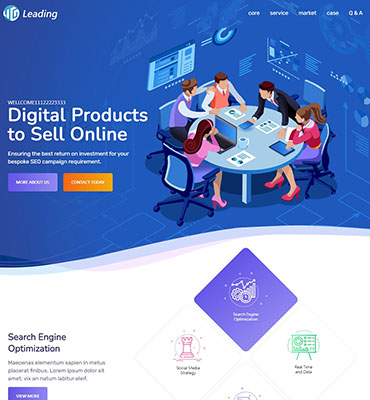 Leading
core service market case Q & A
WELLCOME11122223333
Digital Products
to Sell Online
Ensuring the best return on investment for your
bespoke SEO campaign requirement.
MORE ABOUT US CONTACT TODAY
Search Engine
Optimization
Search Engine
Optimization
Maecenas elementum sapien in metus
placerat finibus. Lorem ipsum dolor sit
amet, vix an natum labitur eleif.
VIEW MORE
Social Media
Strategy
Real Time
and Data